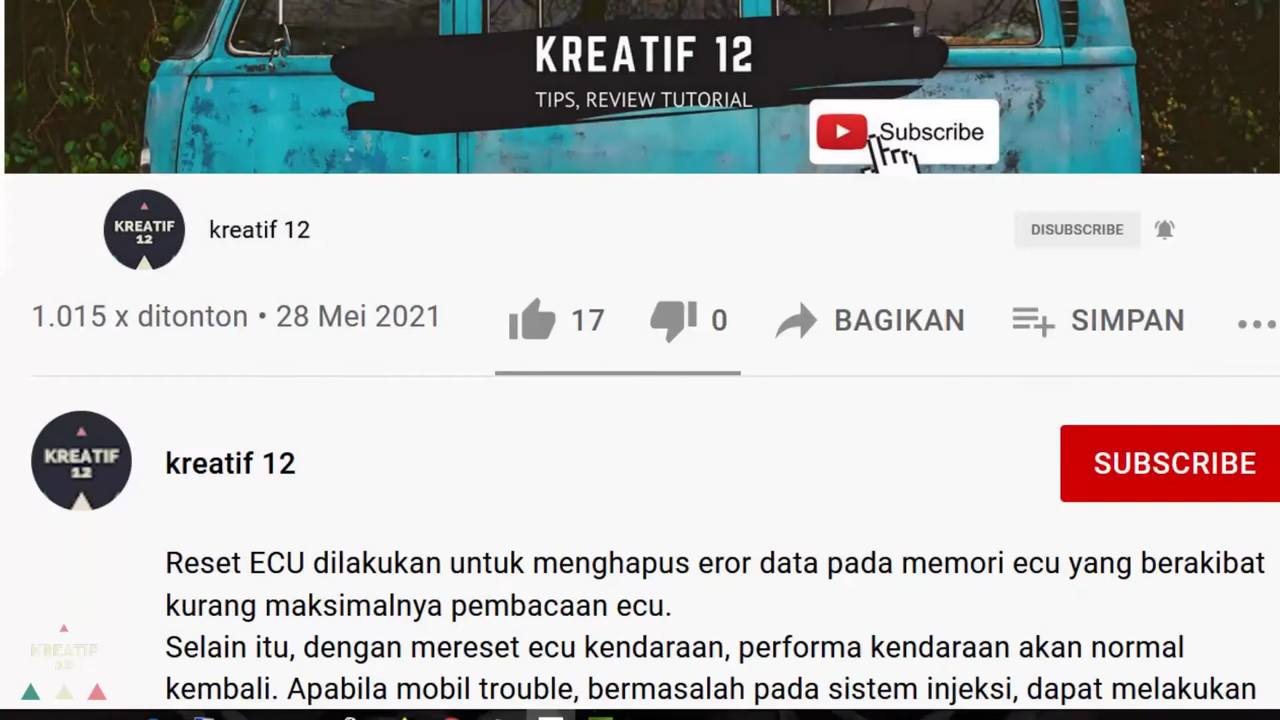 KREATIF 12
TIPS, REVIEW TUTORIAL
Subscribe
KREATIF
12
kreatif 12
DISUBSCRIBE
1.015 x ditonton • 28 Mei 2021
17
0
BAGIKAN
SIMPAN
KREATIF
12
kreatif 12
SUBSCRIBE
Reset ECU dilakukan untuk menghapus eror data pada memori ecu yang berakibat
kurang maksimalnya pembacaan ecu.
Selain itu, dengan mereset ecu kendaraan, performa kendaraan akan normal
kembali. Apabila mobil trouble, bermasalah pada sistem injeksi, dapat melakukan
KREATIF
12